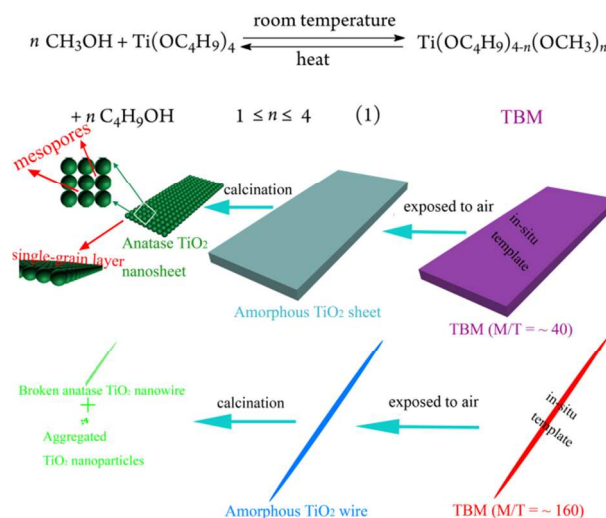 n CH3OH + Ti(OC4H9)4 room temperature heat Ti(OC4H9)4-n(OCH3)n
+ n C4H9OH 1 ≤ n ≤ 4 (1) TBM
mesopores
calcination
exposed to air
in-situ
template
Anatase TiO2
nanosheet
single-grain layer
Amorphous TiO2 sheet
TBM (M/T = ~ 40)
Broken anatase TiO2 nanowire
+
Aggregated
TiO2 nanoparticles
calcination
exposed to air
in-situ
template
Amorphous TiO2 wire
TBM (M/T = ~ 160)